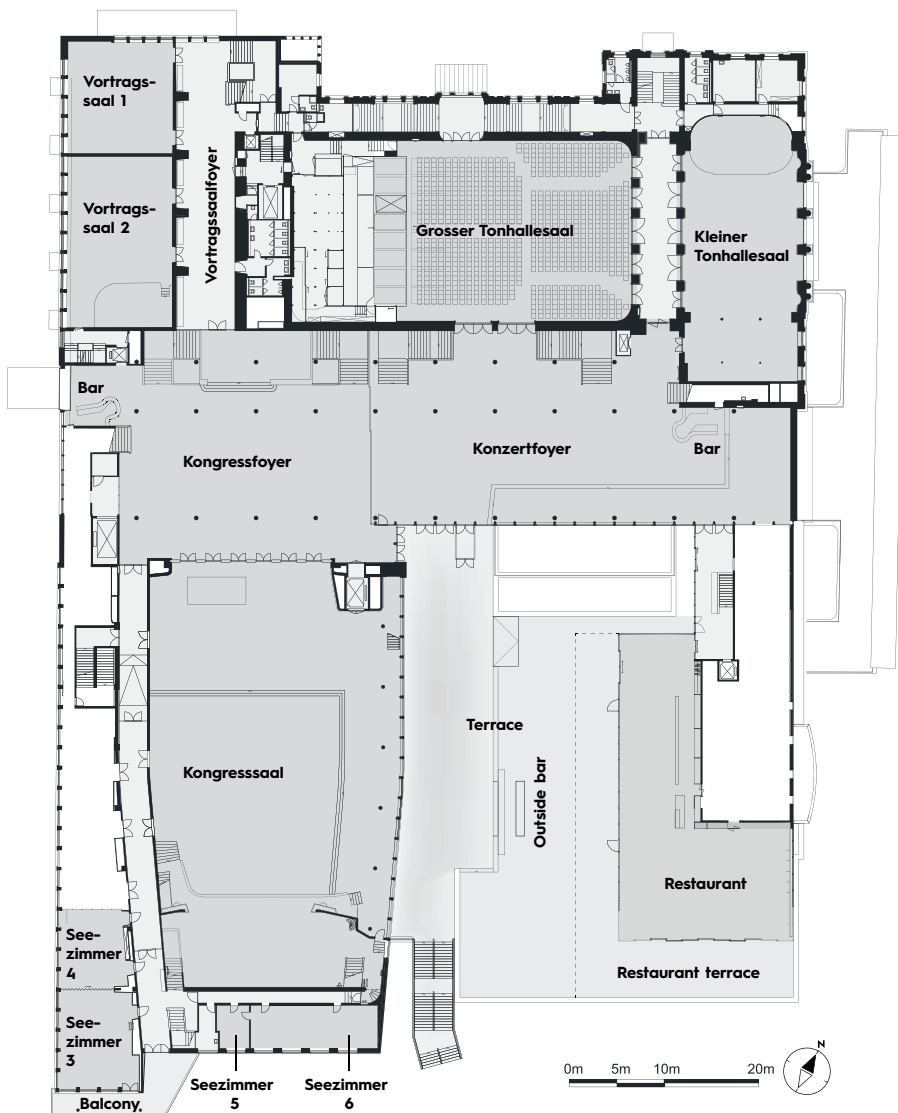 Vortrags-
saal 1
Vortrags-
saal 2
Vortragssaalfoyer
Grosser Tonhallesaal
Kleiner
Tonhallesaal
Bar
Kongressfoyer
Konzertfoyer
Bar
Kongresssaal
Terrace
Outside bar
Restaurant
Restaurant terrace
See-
zimmer
4
See-
zimmer
3
Seezimmer
5
Seezimmer
6
Balcony
0m 5m 10m 20m
N